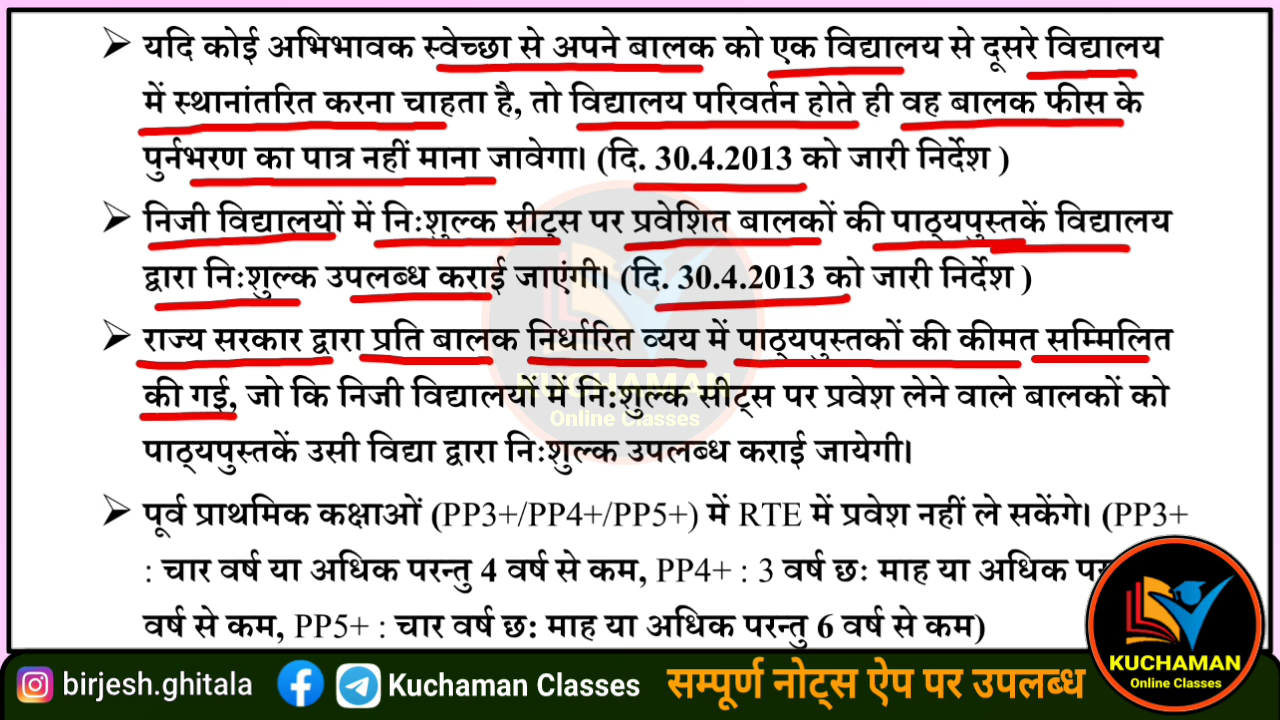 ➢ यदि कोई अभिभावक स्वेच्छा से अपने बालक को एक विद्यालय से दूसरे विद्यालय
में स्थानांतरित करना चाहता है, तो विद्यालय परिवर्तन होते ही वह बालक फीस के
पुर्नभरण का पात्र नहीं माना जावेगा। (दि. 30.4.2013 को जारी निर्देश )
➢ निजी विद्यालयों में निःशुल्क सीट्स पर प्रवेशित बालकों की पाठ्यपुस्तकें विद्यालय
द्वारा निःशुल्क उपलब्ध कराई जाएंगी। (दि. 30.4.2013 को जारी निर्देश )
➢ राज्य सरकार द्वारा प्रति बालक निर्धारित व्यय में पाठ्यपुस्तकों की कीमत सम्मिलित
की गई, जो कि निजी विद्यालयों में निःशुल्क सीट्स पर प्रवेश लेने वाले बालकों को
पाठ्यपुस्तकें उसी विद्या द्वारा निःशुल्क उपलब्ध कराई जायेगी।
➢ पूर्व प्राथमिक कक्षाओं (PP3+/PP4+/PP5+) में RTE में प्रवेश नहीं ले सकेंगे। (PP3+
: चार वर्ष या अधिक परन्तु 4 वर्ष से कम, PP4+ : 3 वर्ष छः माह या अधिक
वर्ष से कम, PP5+ : चार वर्ष छः माह या अधिक परन्तु 6 वर्ष से कम)
KUCHAMAN
Online Classes
KUCHAMAN
Online Classes
birjesh.ghitala Kuchaman Classes सम्पूर्ण नोट्स ऐप पर उपलब्ध